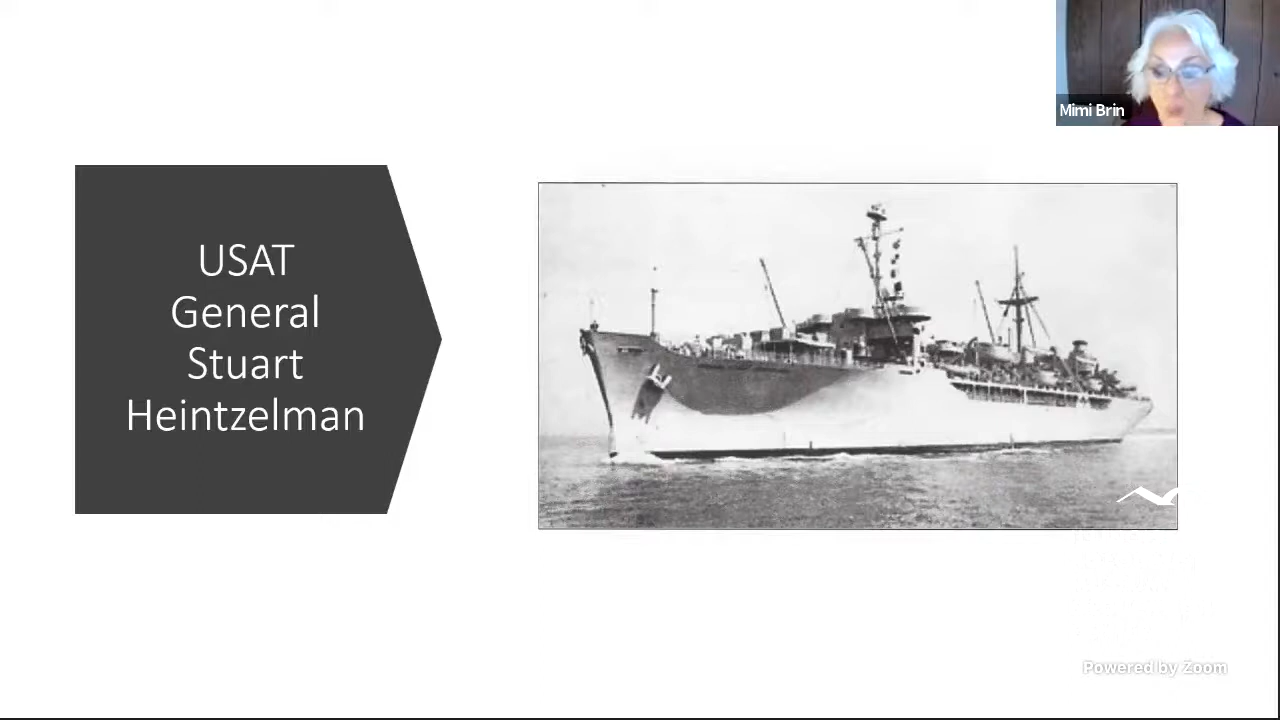 Mimi Brin
USAT
General
Stuart
Heintzelman
Powered by Zoom